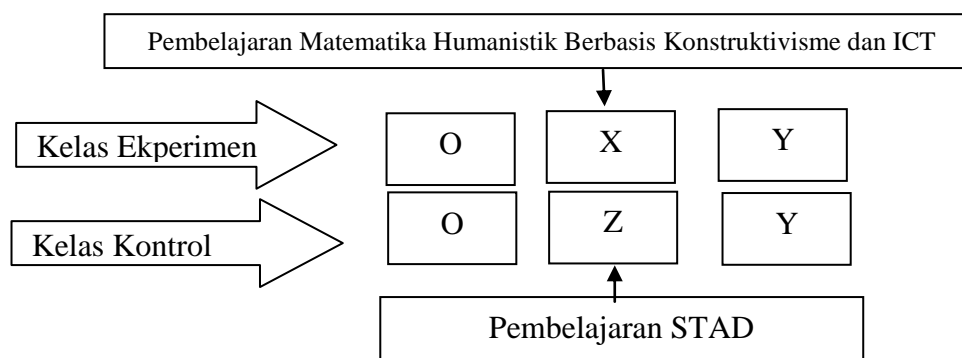 Pembelajaran Matematika Humanistik Berbasis Konstruktivisme dan ICT
Kelas Ekperimen
O
X
Y
Kelas Kontrol
O
Z
Y
Pembelajaran STAD